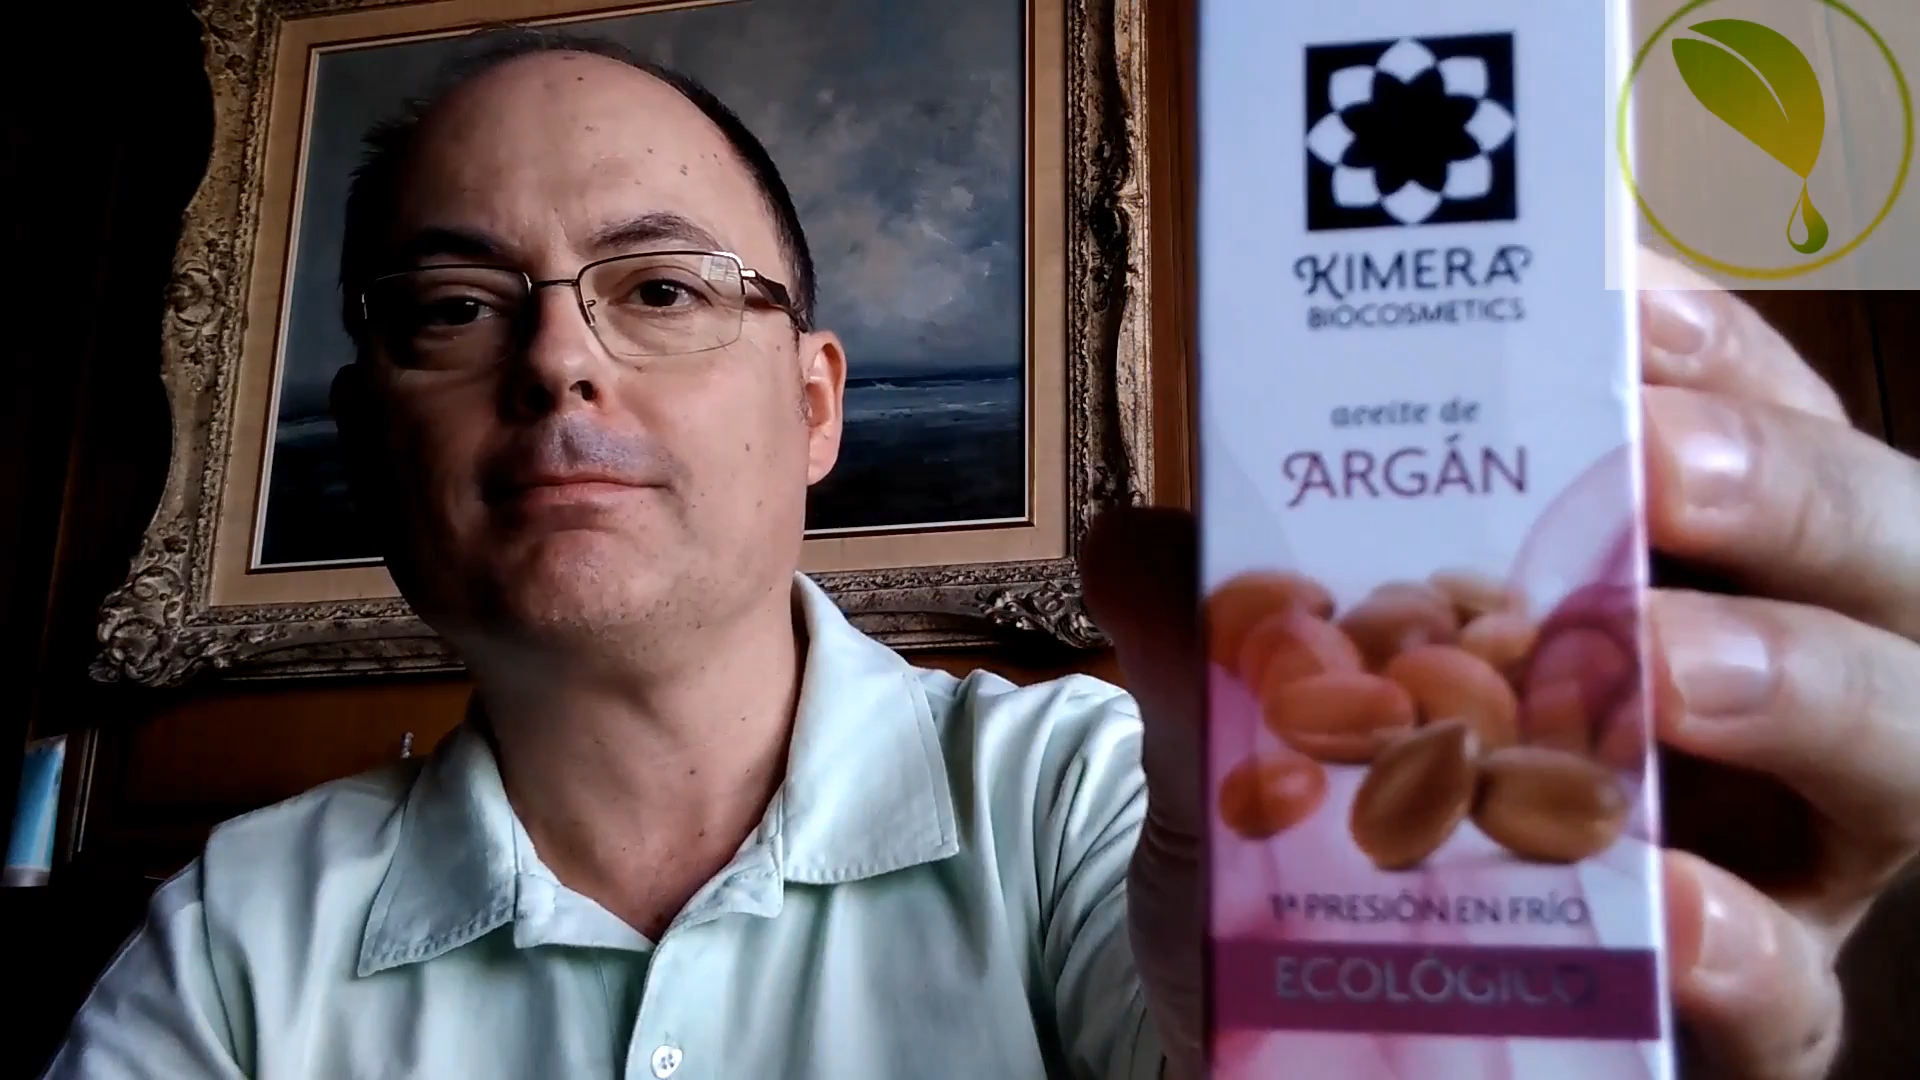 KIMERA
BIOCOSMETICS
aceite de
ARGÁN
1ª PRESIÓN EN FRÍO
ECOLÓGICO